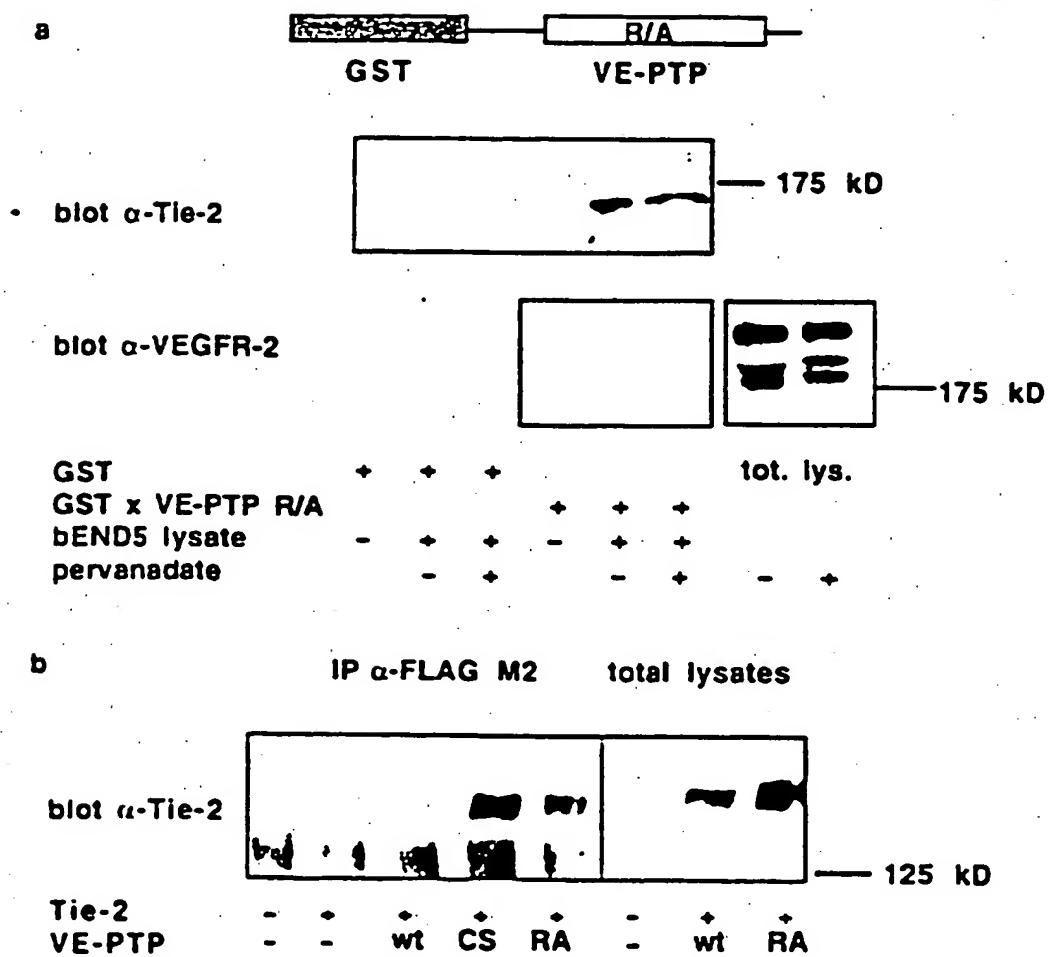 a
R/A
GST VE-PTP
175 kD
blot α-Tie-2
blot α-VEGFR-2
175 kD
GST + + + tot. lys.
GST x VE-PTP R/A + + +
bEND5 lysate - + + - + +
pervanadate - + - + - +
b IP α-FLAG M2 total lysates
blot α-Tie-2
125 kD
Tie-2 - + + + + - + +
VE-PTP - - wt CS RA - wt RA